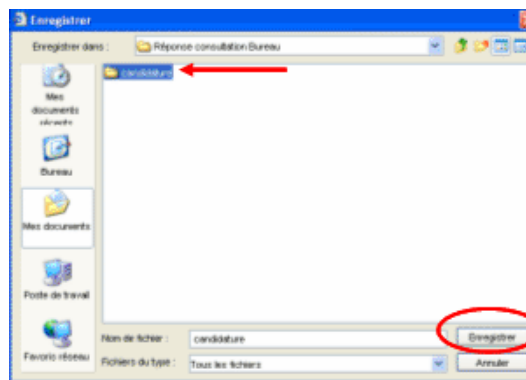 Enregistrer
Enregistrer dans :
Réponse consultation Bureau
candidature
Mes
documents
récents
Bureau
Mes documents
Poste de travail
Favoris réseau
Nom de fichier :
candidature
Enregistrer
Fichiers du type :
Tous les fichiers
Annuler